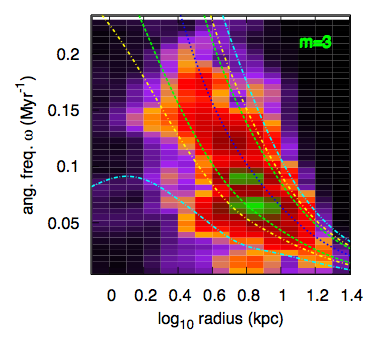 m=3
0.2
0.15
0.1
0.05
ang. freq. ω (Myr⁻¹)
0 0.2 0.4 0.6 0.8 1 1.2 1.4
log₁₀ radius (kpc)